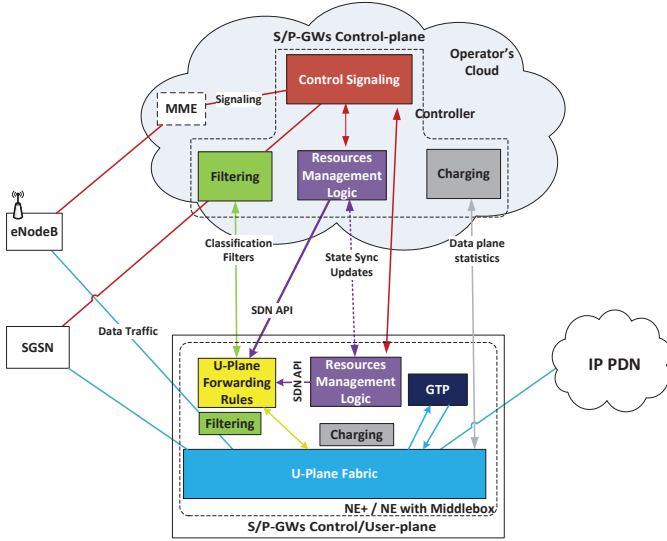 S/P-GWs Control-plane
Operator's
Cloud
Control Signaling
Signaling
MME
Controller
Filtering
Resources
Management
Logic
Charging
eNodeB
Classification
Filters
State Sync
Updates
Data plane
statistics
SDN API
Data Traffic
SGSN
IP PDN
U-Plane
Forwarding
Rules
SDN API
Resources
Management
Logic
GTP
Filtering
Charging
U-Plane Fabric
NE+ / NE with Middlebox
S/P-GWs Control/User-plane